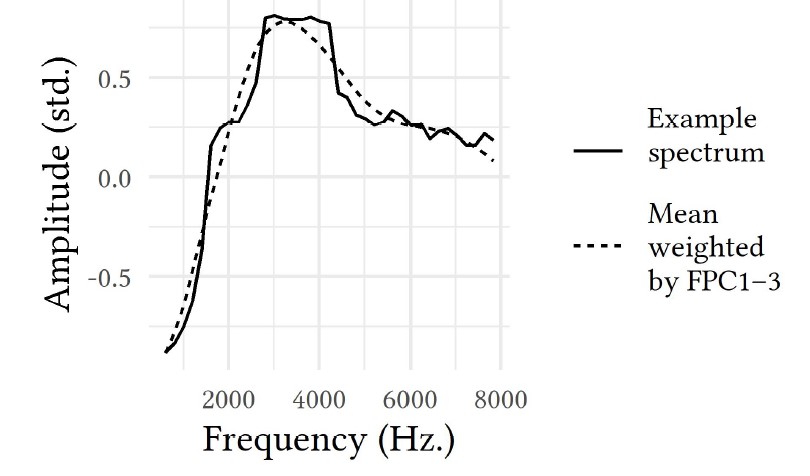 Amplitude (std.)
0.5
0.0
-0.5
2000 4000 6000 8000
Frequency (Hz.)
Example
spectrum
Mean
weighted
by FPC1–3